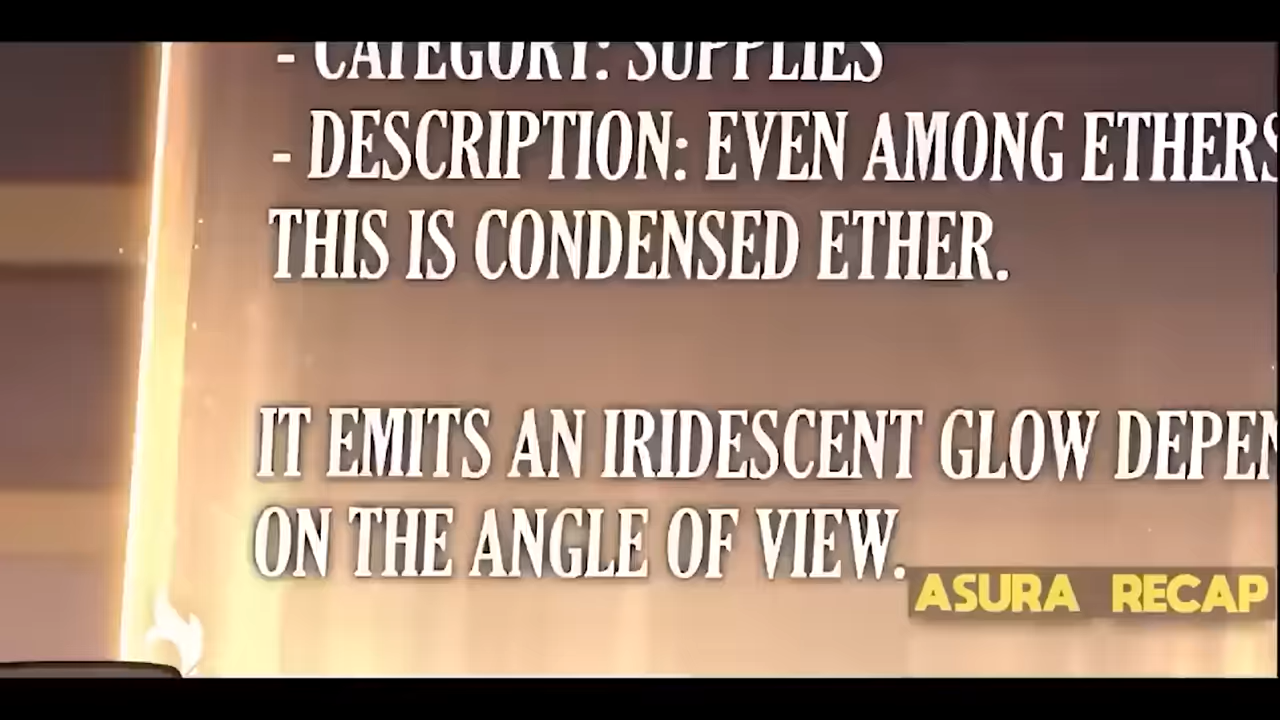 - CATEGORY: SUPPLIES
- DESCRIPTION: EVEN AMONG ETHERS
THIS IS CONDENSED ETHER.
IT EMITS AN IRIDESCENT GLOW DEPEN
ON THE ANGLE OF VIEW.
ASURA RECAP